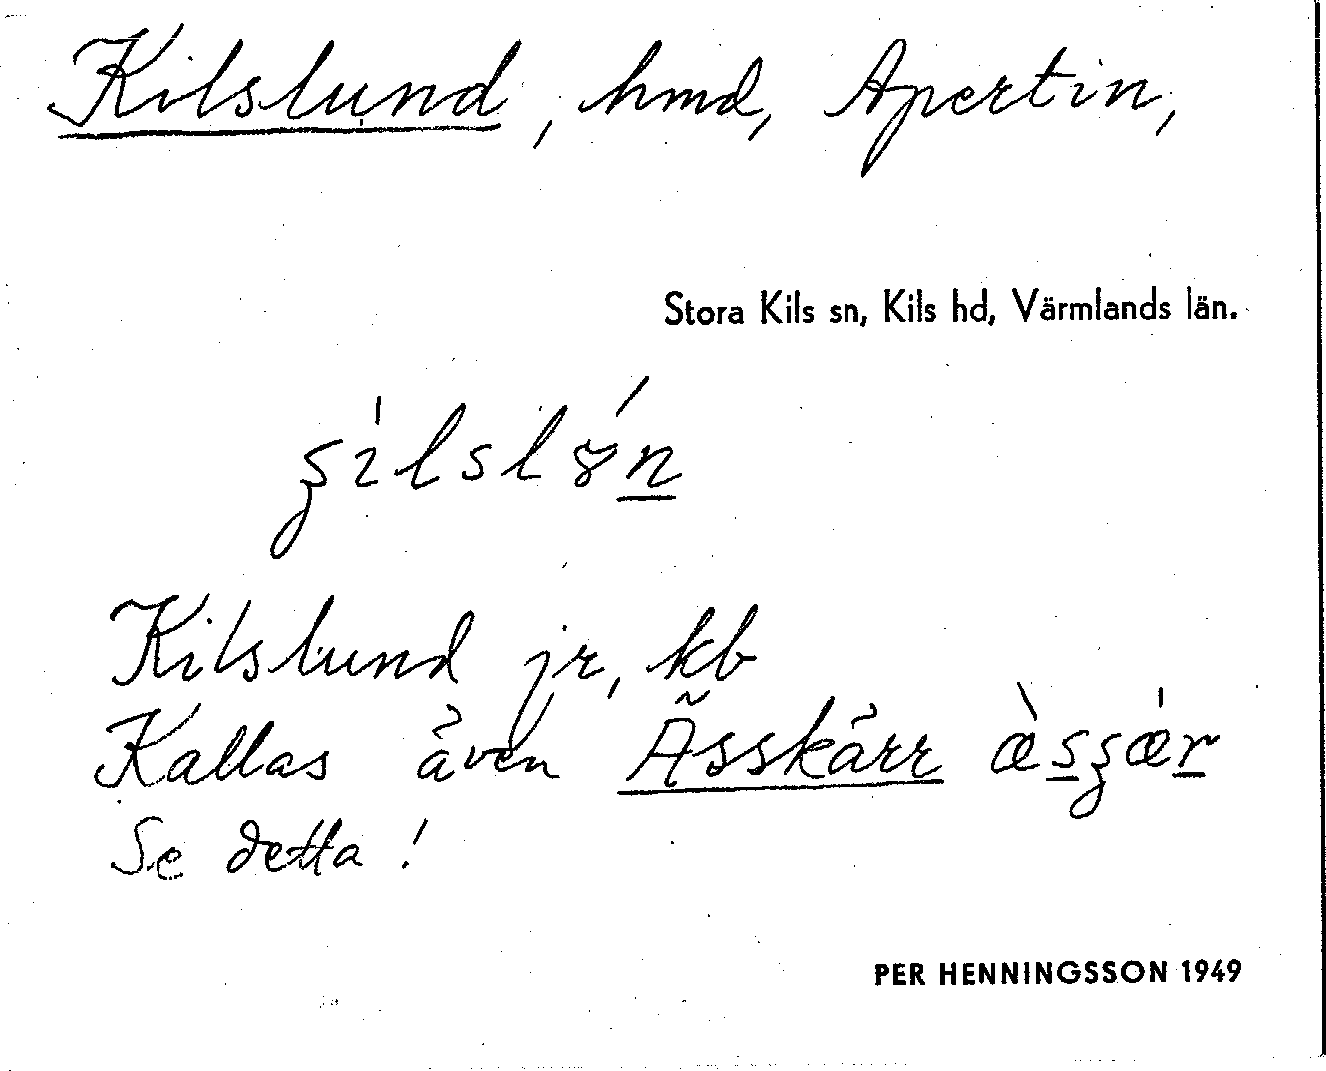 Kilslund, hmd, Apertin,
Stora Kils sn, Kils hd, Värmlands län.
Kilslund jr, kb
Kallas även Ässkärr
Se detta!
PER HENNINGSSON 1949